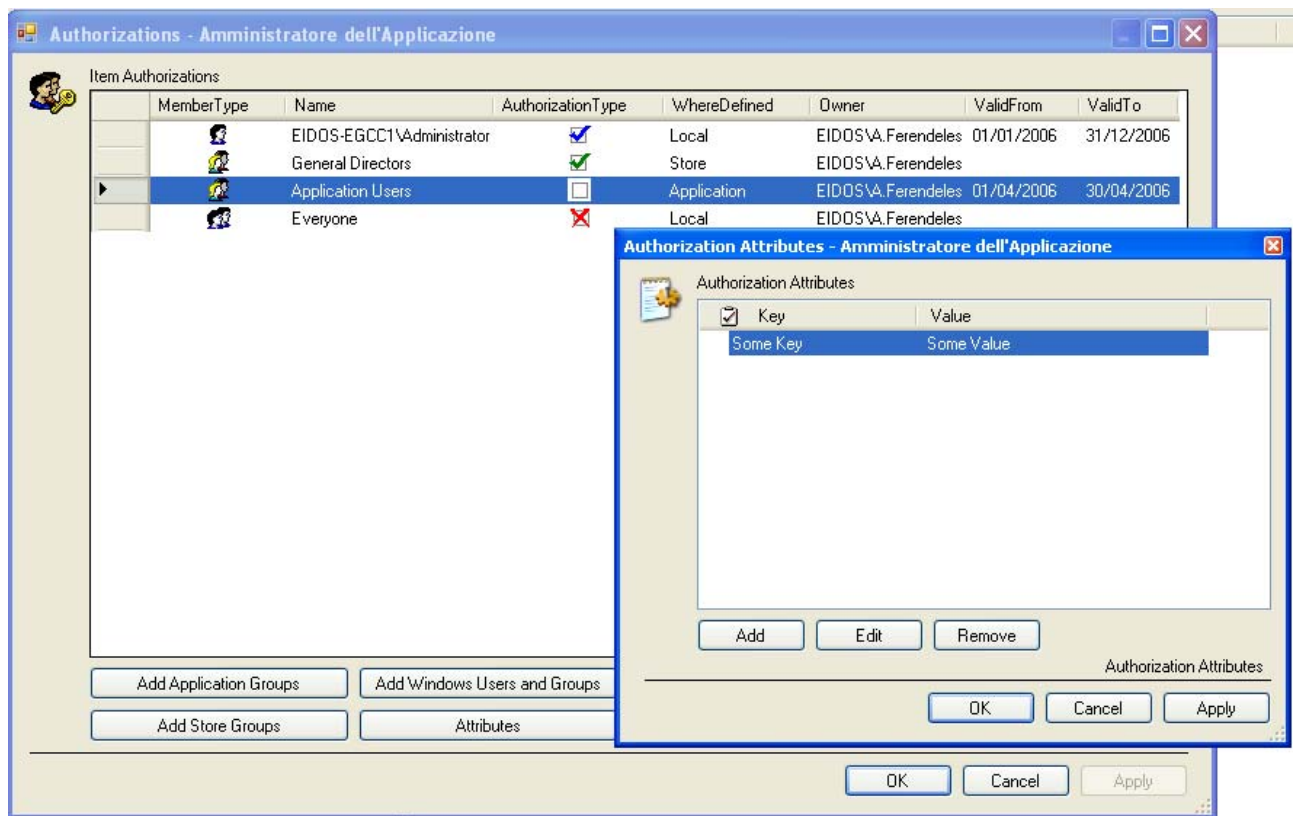 Authorizations - Amministratore dell'Applicazione
Item Authorizations
MemberType Name AuthorizationType WhereDefined Owner ValidFrom ValidTo
EIDOS-EGCC1\Administrator Local EIDOS\A.Ferendeles 01/01/2006 31/12/2006
General Directors Store EIDOS\A.Ferendeles
Application Users Application EIDOS\A.Ferendeles 01/04/2006 30/04/2006
Everyone Local EIDOS\A.Ferendeles
Authorization Attributes - Amministratore dell'Applicazione
Authorization Attributes
Key Value
Some Key Some Value
Add Edit Remove
Authorization Attributes
OK Cancel Apply
Add Application Groups Add Windows Users and Groups
Add Store Groups Attributes
OK Cancel Apply